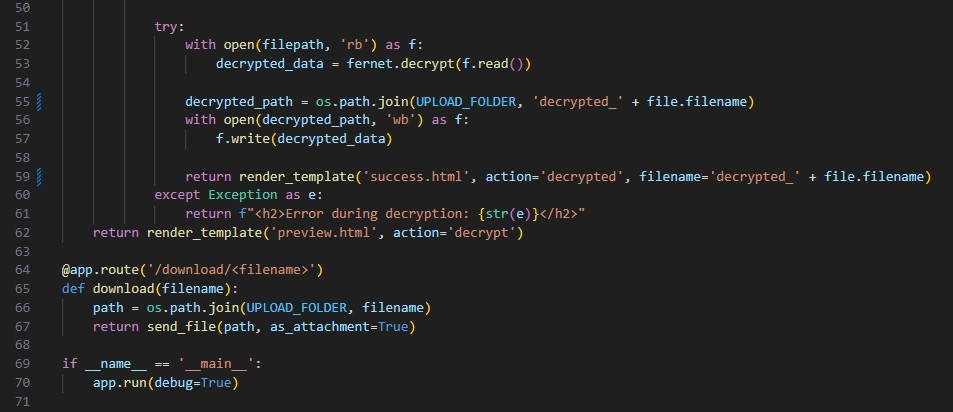 50
51 try:
52 with open(filepath, 'rb') as f:
53 decrypted_data = fernet.decrypt(f.read())
54
55 decrypted_path = os.path.join(UPLOAD_FOLDER, 'decrypted_' + file.filename)
56 with open(decrypted_path, 'wb') as f:
57 f.write(decrypted_data)
58
59 return render_template('success.html', action='decrypted', filename='decrypted_' + file.filename)
60 except Exception as e:
61 return f"<h2>Error during decryption: {str(e)}</h2>"
62 return render_template('preview.html', action='decrypt')
63
64 @app.route('/download/<filename>')
65 def download(filename):
66 path = os.path.join(UPLOAD_FOLDER, filename)
67 return send_file(path, as_attachment=True)
68
69 if __name__ == '__main__':
70 app.run(debug=True)
71